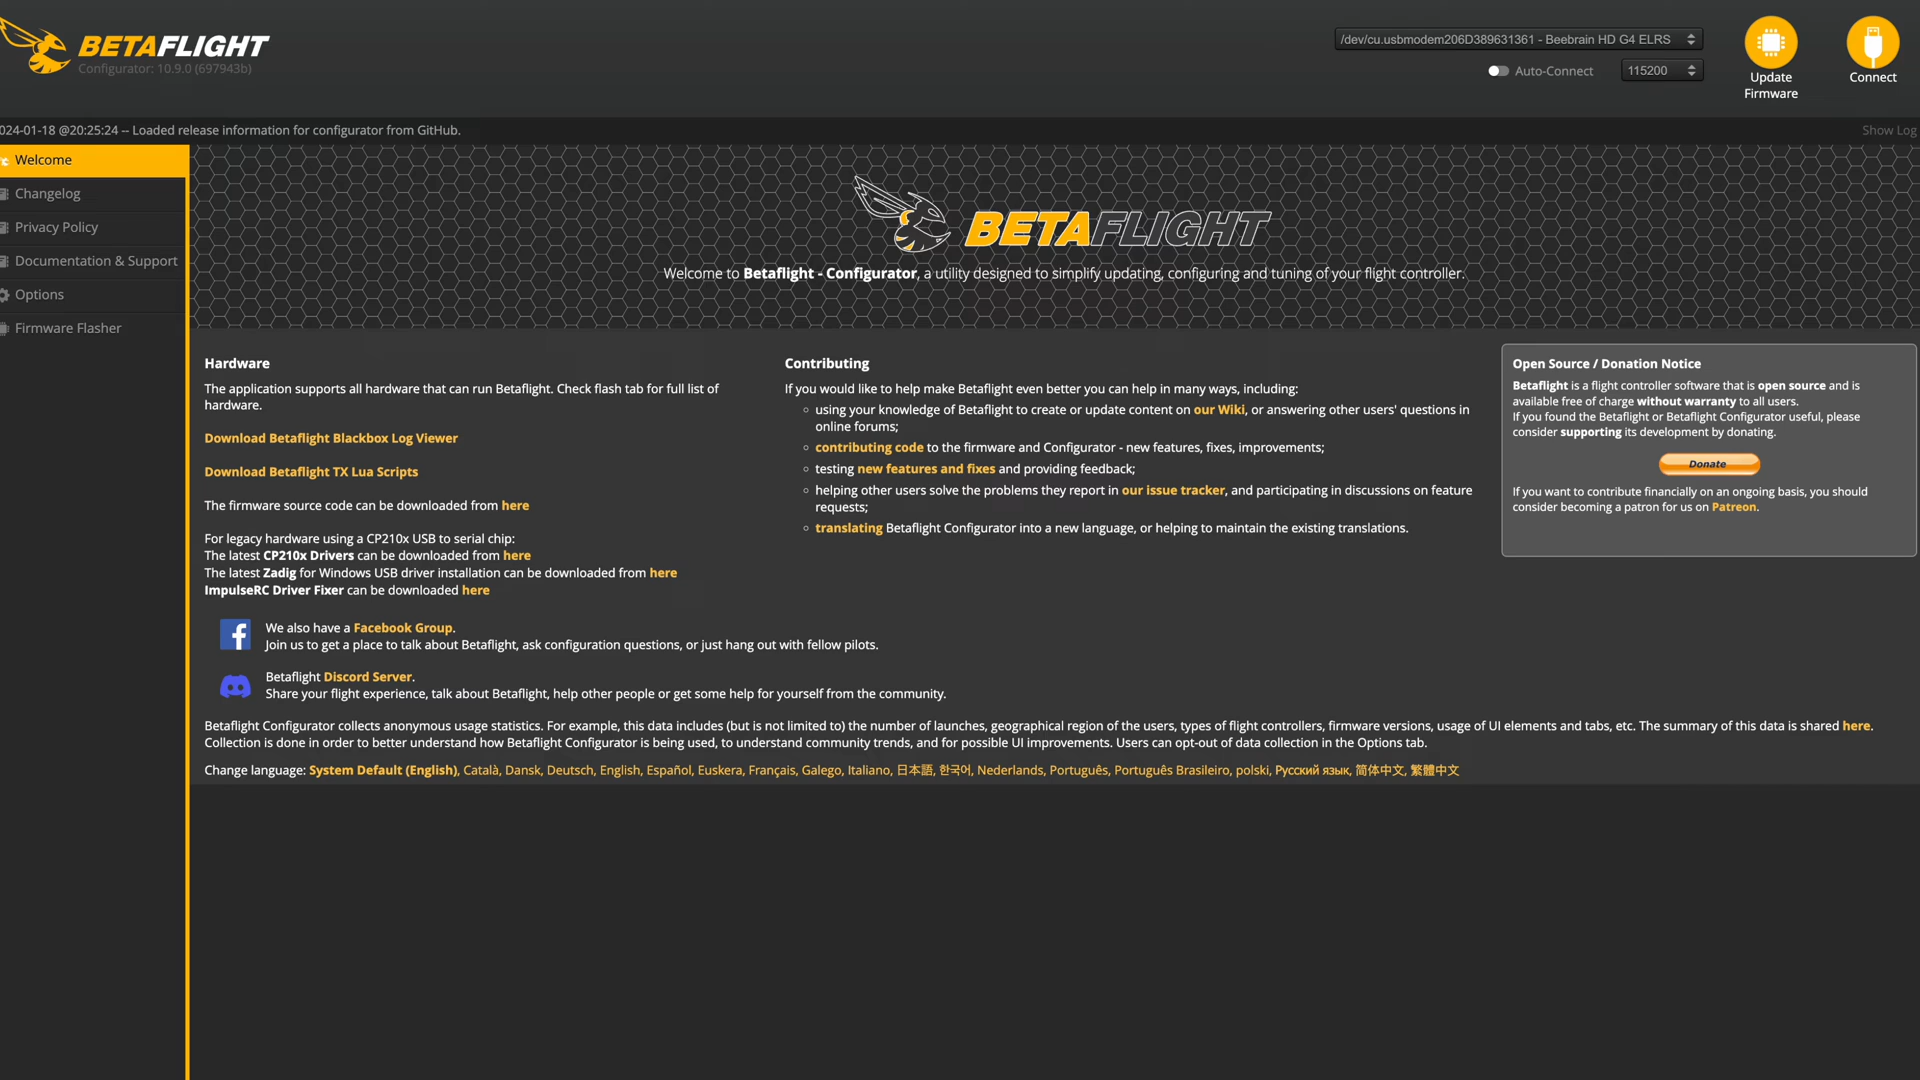 BETAFLIGHT
Configurator: 10.9.0 (697943b)
/dev/cu.usbmodem206D389631361 - Beebrain HD G4 ELRS
Auto-Connect
115200
Update
Firmware
Connect
024-01-18 @20:25:24 -- Loaded release information for configurator from GitHub.
Show Log
Welcome
Changelog
Privacy Policy
Documentation & Support
Options
Firmware Flasher
BETAFLIGHT
Welcome to Betaflight - Configurator, a utility designed to simplify updating, configuring and tuning of your flight controller.
Hardware
The application supports all hardware that can run Betaflight. Check flash tab for full list of
hardware.
Download Betaflight Blackbox Log Viewer
Download Betaflight TX Lua Scripts
The firmware source code can be downloaded from here
For legacy hardware using a CP210x USB to serial chip:
The latest CP210x Drivers can be downloaded from here
The latest Zadig for Windows USB driver installation can be downloaded from here
ImpulseRC Driver Fixer can be downloaded here
Contributing
If you would like to help make Betaflight even better you can help in many ways, including:
using your knowledge of Betaflight to create or update content on our Wiki, or answering other users' questions in
online forums;
contributing code to the firmware and Configurator - new features, fixes, improvements;
testing new features and fixes and providing feedback;
helping other users solve the problems they report in our issue tracker, and participating in discussions on feature
requests;
translating Betaflight Configurator into a new language, or helping to maintain the existing translations.
Open Source / Donation Notice
Betaflight is a flight controller software that is open source and is
available free of charge without warranty to all users.
If you found the Betaflight or Betaflight Configurator useful, please
consider supporting its development by donating.
Donate
If you want to contribute financially on an ongoing basis, you should
consider becoming a patron for us on Patreon.
We also have a Facebook Group.
Join us to get a place to talk about Betaflight, ask configuration questions, or just hang out with fellow pilots.
Betaflight Discord Server.
Share your flight experience, talk about Betaflight, help other people or get some help for yourself from the community.
Betaflight Configurator collects anonymous usage statistics. For example, this data includes (but is not limited to) the number of launches, geographical region of the users, types of flight controllers, firmware versions, usage of UI elements and tabs, etc. The summary of this data is shared here.
Collection is done in order to better understand how Betaflight Configurator is being used, to understand community trends, and for possible UI improvements. Users can opt-out of data collection in the Options tab.
Change language: System Default (English), Català, Dansk, Deutsch, English, Español, Euskera, Français, Galego, Italiano, 日本語, 한국어, Nederlands, Português, Português Brasileiro, polski, Русский язык, 简体中文, 繁體中文